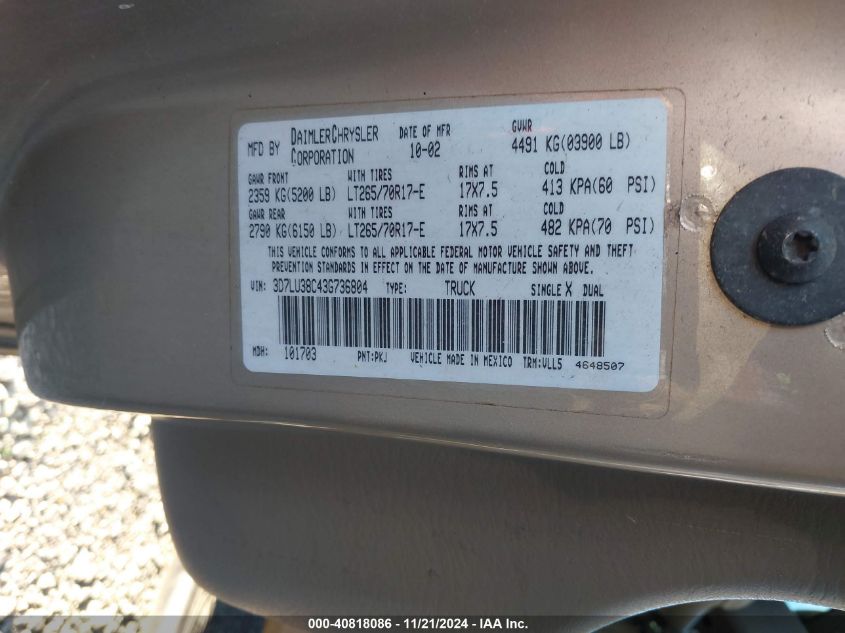 MFD BY DAIMLERCHRYSLER CORPORATION DATE OF MFR 10-02 GVWR 4491 KG(03900 LB)
GAWR FRONT WITH TIRES RIMS AT COLD
2359 KG(5200 LB) LT265/70R17-E 17X7.5 413 KPA(60 PSI)
GAWR REAR WITH TIRES RIMS AT COLD
2790 KG(6150 LB) LT265/70R17-E 17X7.5 482 KPA(70 PSI)
THIS VEHICLE CONFORMS TO ALL APPLICABLE FEDERAL MOTOR VEHICLE SAFETY AND THEFT
PREVENTION STANDARDS IN EFFECT ON THE DATE OF MANUFACTURE SHOWN ABOVE.
VIN: 3D7LU38C43G736804 TYPE: TRUCK SINGLE X DUAL
MDH: 101703 PNT:PKJ VEHICLE MADE IN MEXICO TRM:VLL5 4648507
000-40818086 - 11/21/2024 - IAA Inc.